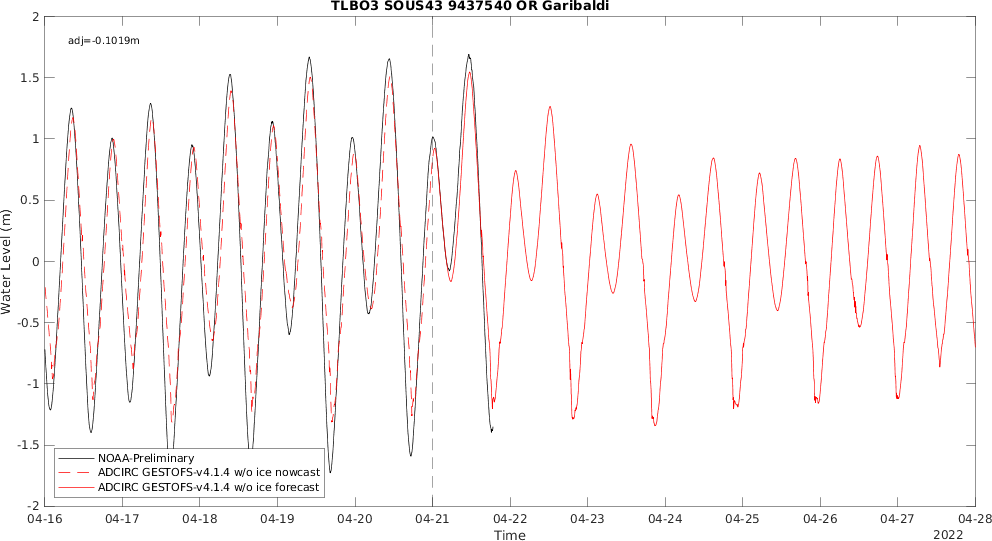 TLBO3 SOUS43 9437540 OR Garibaldi
adj=-0.1019m
2
1.5
1
0.5
0
-0.5
-1
-1.5
-2
Water Level (m)
NOAA-Preliminary
ADCIRC GESTOFS-v4.1.4 w/o ice nowcast
ADCIRC GESTOFS-v4.1.4 w/o ice forecast
04-16 04-17 04-18 04-19 04-20 04-21 04-22 04-23 04-24 04-25 04-26 04-27 04-28
Time
2022